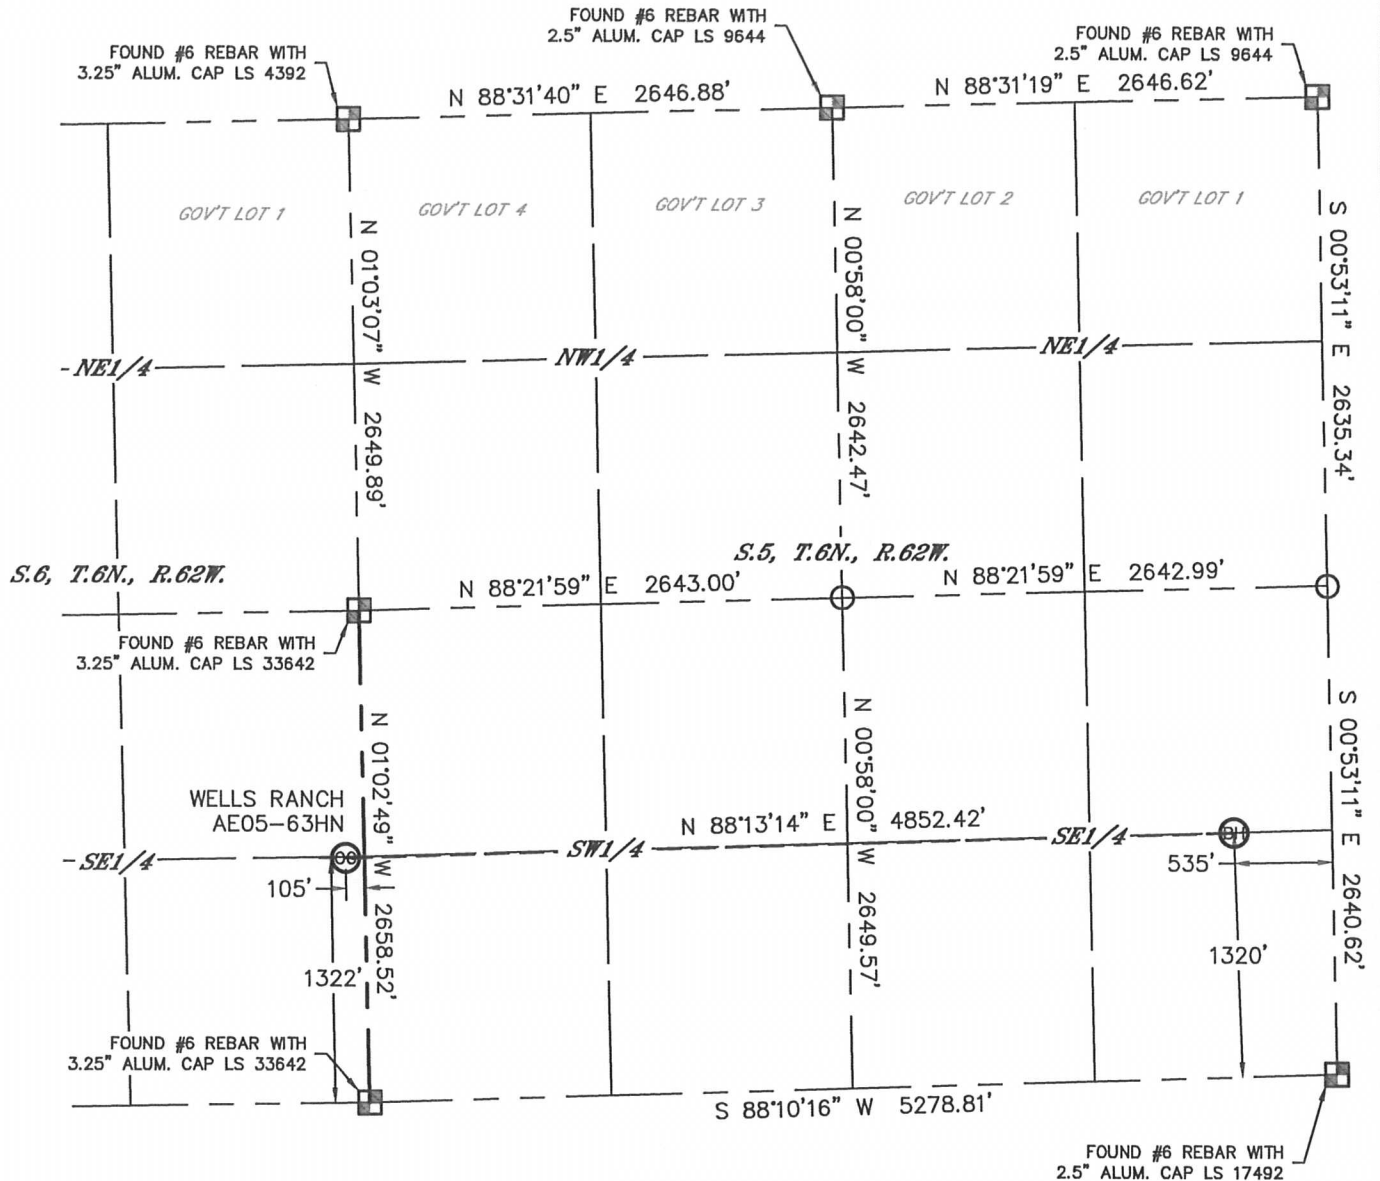 FOUND #6 REBAR WITH
2.5" ALUM. CAP LS 9644
FOUND #6 REBAR WITH
3.25" ALUM. CAP LS 4392
FOUND #6 REBAR WITH
2.5" ALUM. CAP LS 9644
N 88°31'40" E 2646.88'
N 88°31'19" E 2646.62'
GOV'T LOT 1
GOV'T LOT 4
GOV'T LOT 3
GOV'T LOT 2
GOV'T LOT 1
N 01°03'07" W 2649.89'
N 00°58'00" W 2642.47'
S 00°53'11" E 2635.34'
NE1/4
NW1/4
NE1/4
S.6, T.6N., R.62W.
S.5, T.6N., R.62W.
N 88°21'59" E 2643.00'
N 88°21'59" E 2642.99'
FOUND #6 REBAR WITH
3.25" ALUM. CAP LS 33642
N 01°02'49" W 2658.52'
N 00°58'00" W 2649.57'
S 00°53'11" E 2640.62'
WELLS RANCH
AE05-63HN
N 88°13'14" E 4852.42'
SE1/4
SW1/4
SE1/4
BH
105'
535'
1322'
1320'
FOUND #6 REBAR WITH
3.25" ALUM. CAP LS 33642
S 88°10'16" W 5278.81'
FOUND #6 REBAR WITH
2.5" ALUM. CAP LS 17492